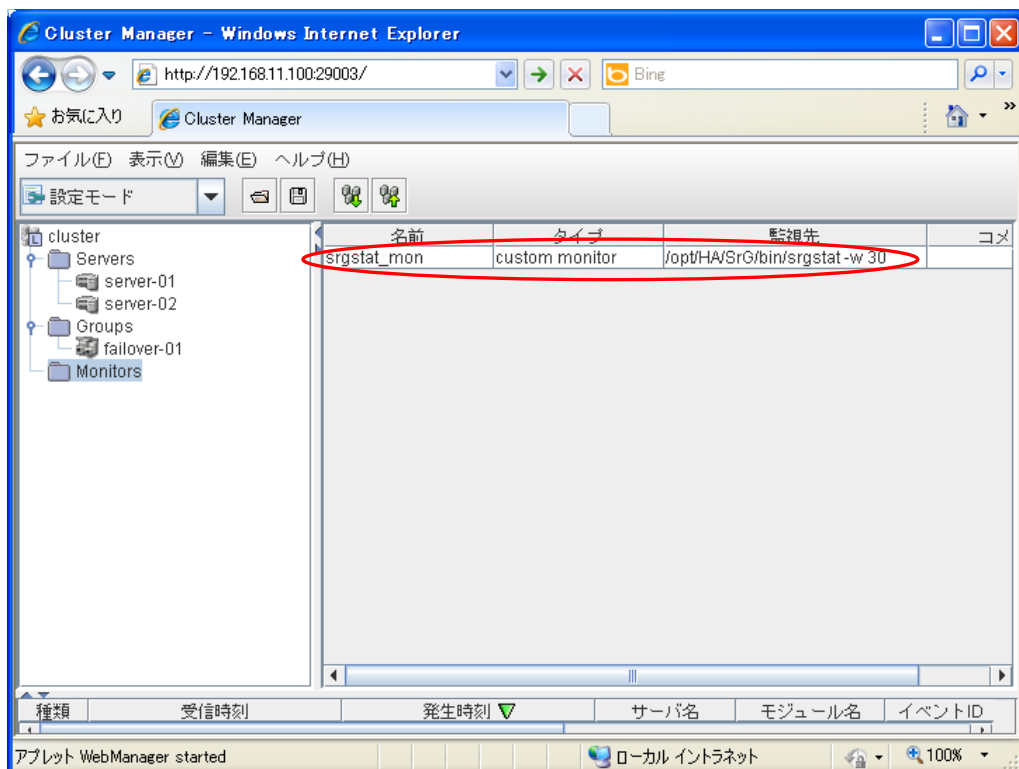 Cluster Manager - Windows Internet Explorer
http://192.168.11.100:29003/
Bing
お気に入り
Cluster Manager
ファイル(F) 表示(V) 編集(E) ヘルプ(H)
設定モード
cluster
Servers
server-01
server-02
Groups
failover-01
Monitors
名前 タイプ 監視先 コメ
srgstat_mon custom monitor /opt/HA/SrG/bin/srgstat -w 30
種類 受信時刻 発生時刻 サーバ名 モジュール名 イベントID
アプレット WebManager started ローカル イントラネット 100%